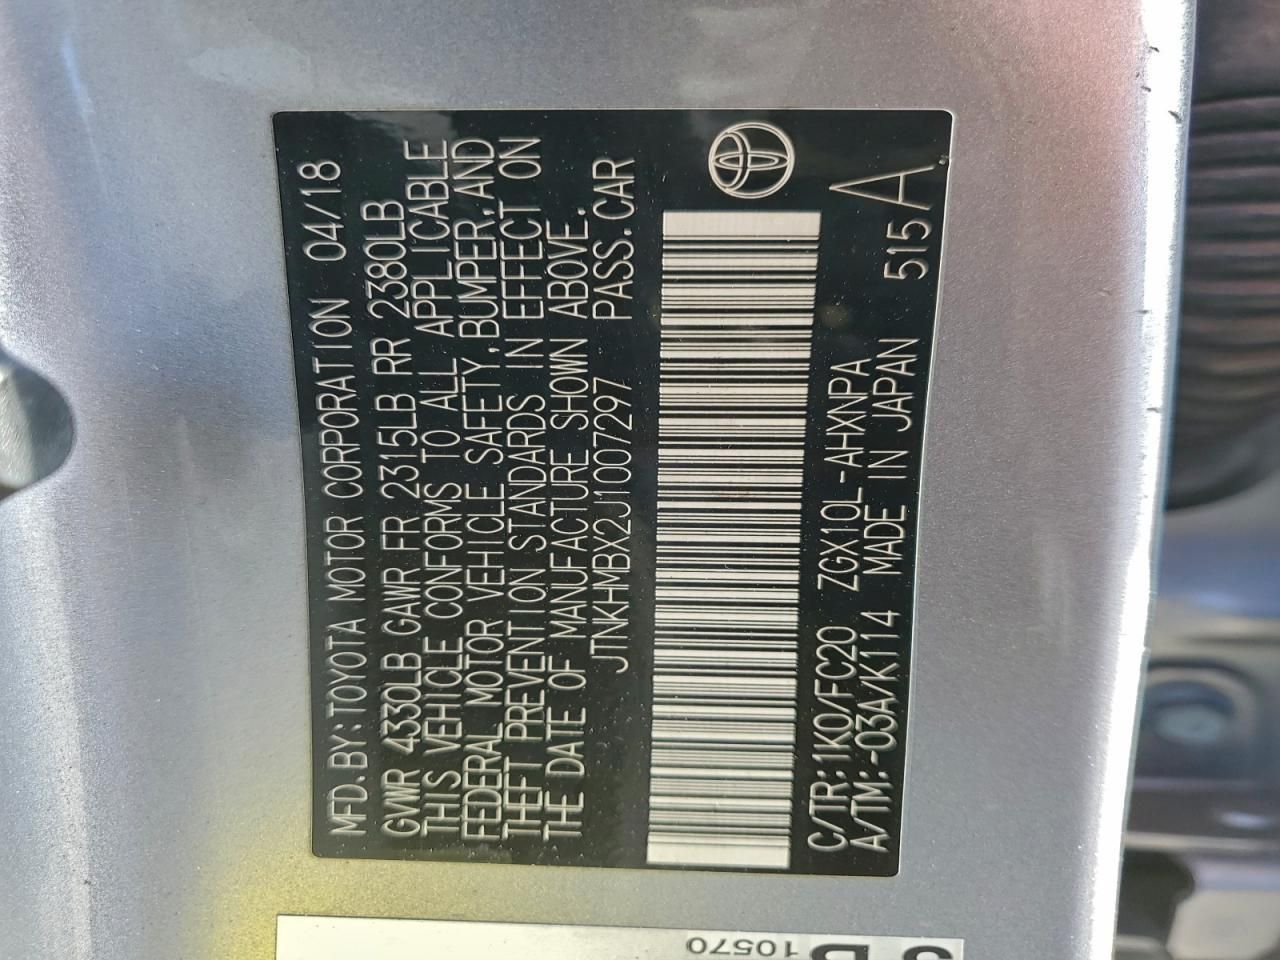 MFD.BY:TOYOTA MOTOR CORPORATION 04/18
GVWR 4330LB GAWR FR 2315LB RR 2380LB
THIS VEHICLE CONFORMS TO ALL APPLICABLE
FEDERAL MOTOR VEHICLE SAFETY,BUMPER,AND
THEFT PREVENTION STANDARDS IN EFFECT ON
THE DATE OF MANUFACTURE SHOWN ABOVE.
JTNKHMBX2J1007297 PASS.CAR
C/TR:1K0/FC20 ZGX10L-AHXNPA
A/TM:-03A/K114 MADE IN JAPAN 515A
10570